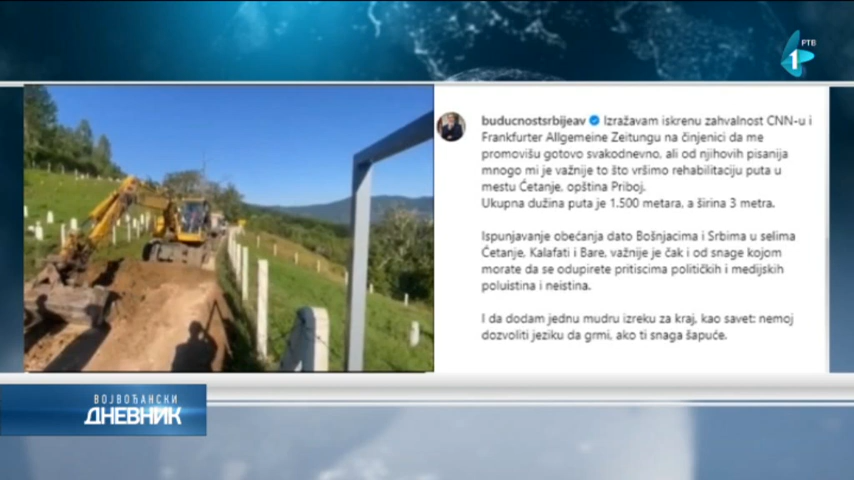 РТВ
1
buducnostsrbijeav Izražavam iskrenu zahvalnost CNN-u i
Frankfurter Allgemeine Zeitungu na činjenici da me
promovišu gotovo svakodnevno, ali od njihovih pisanija
mnogo mi je važnije to što vršimo rehabilitaciju puta u
mestu Ćetanje, opština Priboj.
Ukupna dužina puta je 1.500 metara, a širina 3 metra.
Ispunjavanje obećanja dato Bošnjacima i Srbima u selima
Ćetanje, Kalafati i Bare, važnije je čak i od snage kojom
morate da se odupirete pritiscima političkih i medijskih
poluistina i neistina.
I da dodam jednu mudru izreku za kraj, kao savet: nemoj
dozvoliti jeziku da grmi, ako ti snaga šapuće.
ВОЈВОЂАНСКИ
ДНЕВНИК